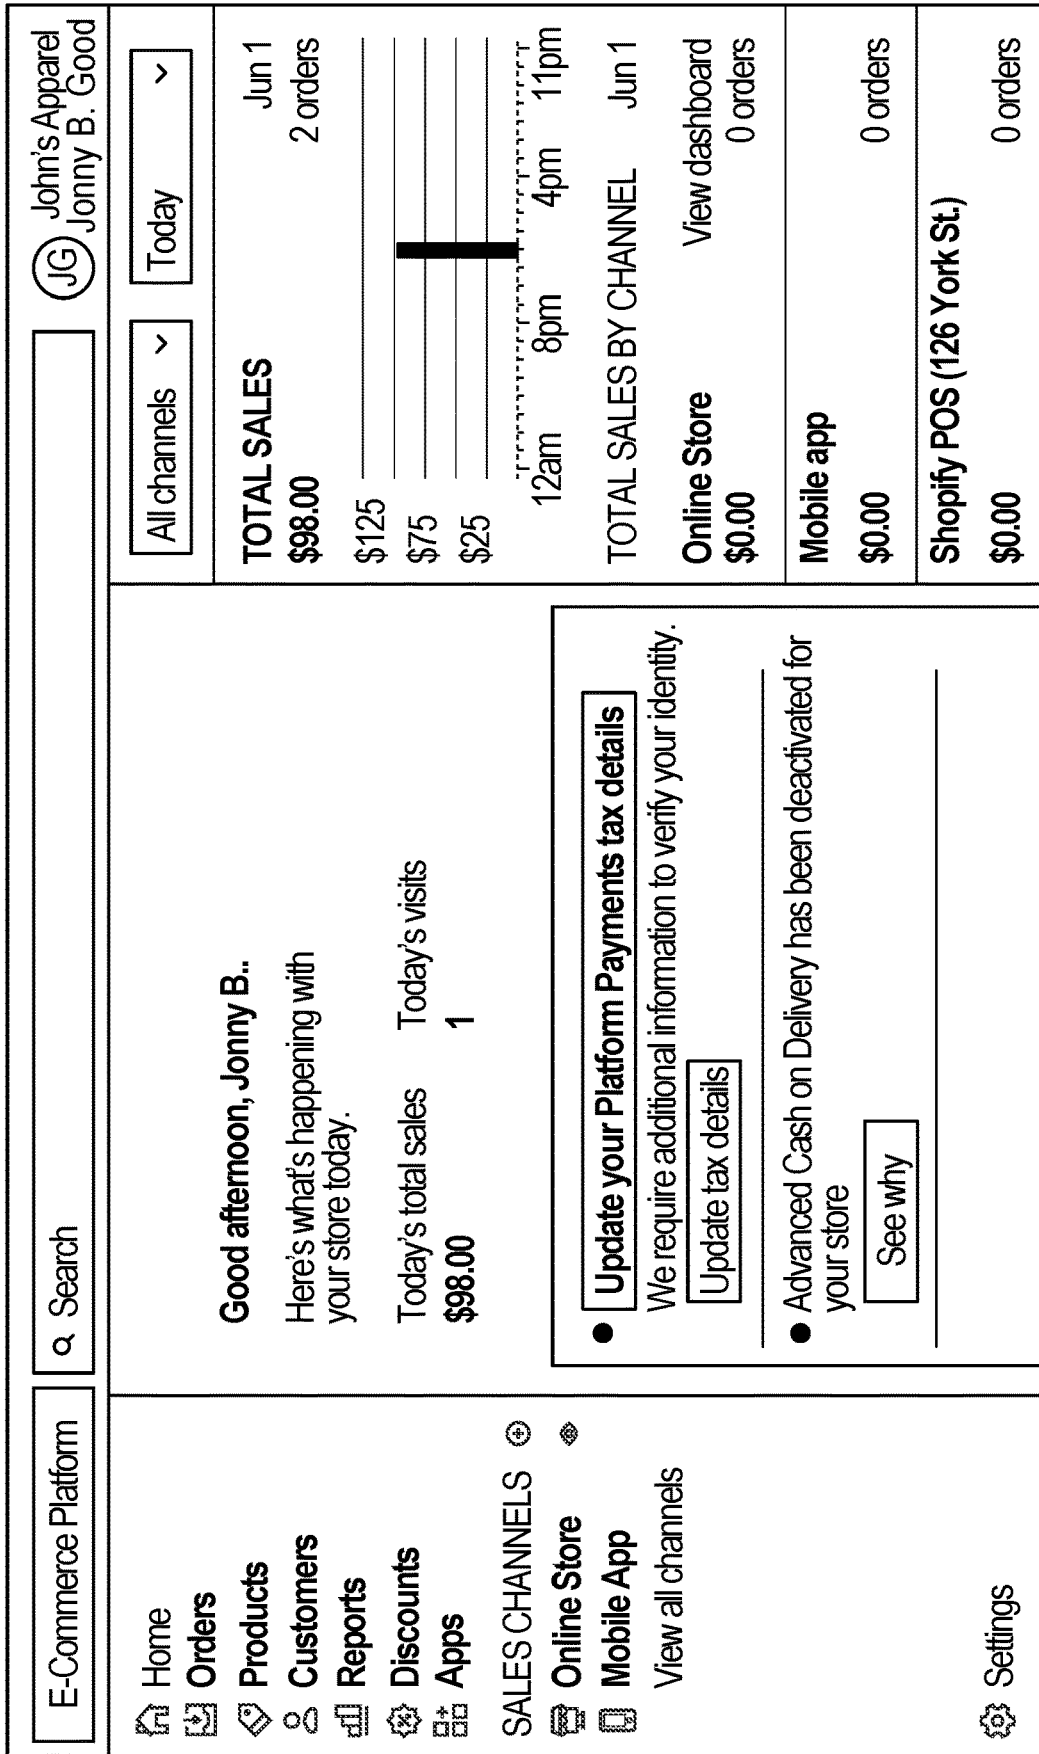 E-Commerce Platform
Search
JG
John's Apparel
Jonny B. Good
Home
Orders
Products
Customers
Reports
Discounts
Apps
SALES CHANNELS
Online Store
Mobile App
View all channels
Settings
Good afternoon, Jonny B..
Here's what's happening with
your store today.
Today's total sales Today's visits
$98.00 1
Update your Platform Payments tax details
We require additional information to verify your identity.
Update tax details
Advanced Cash on Delivery has been deactivated for
your store
See why
All channels Today
TOTAL SALES Jun 1
$98.00 2 orders
$125
$75
$25
12am 8pm 4pm 11pm
TOTAL SALES BY CHANNEL Jun 1
Online Store View dashboard
$0.00 0 orders
Mobile app
$0.00 0 orders
Shopify POS (126 York St.)
$0.00 0 orders